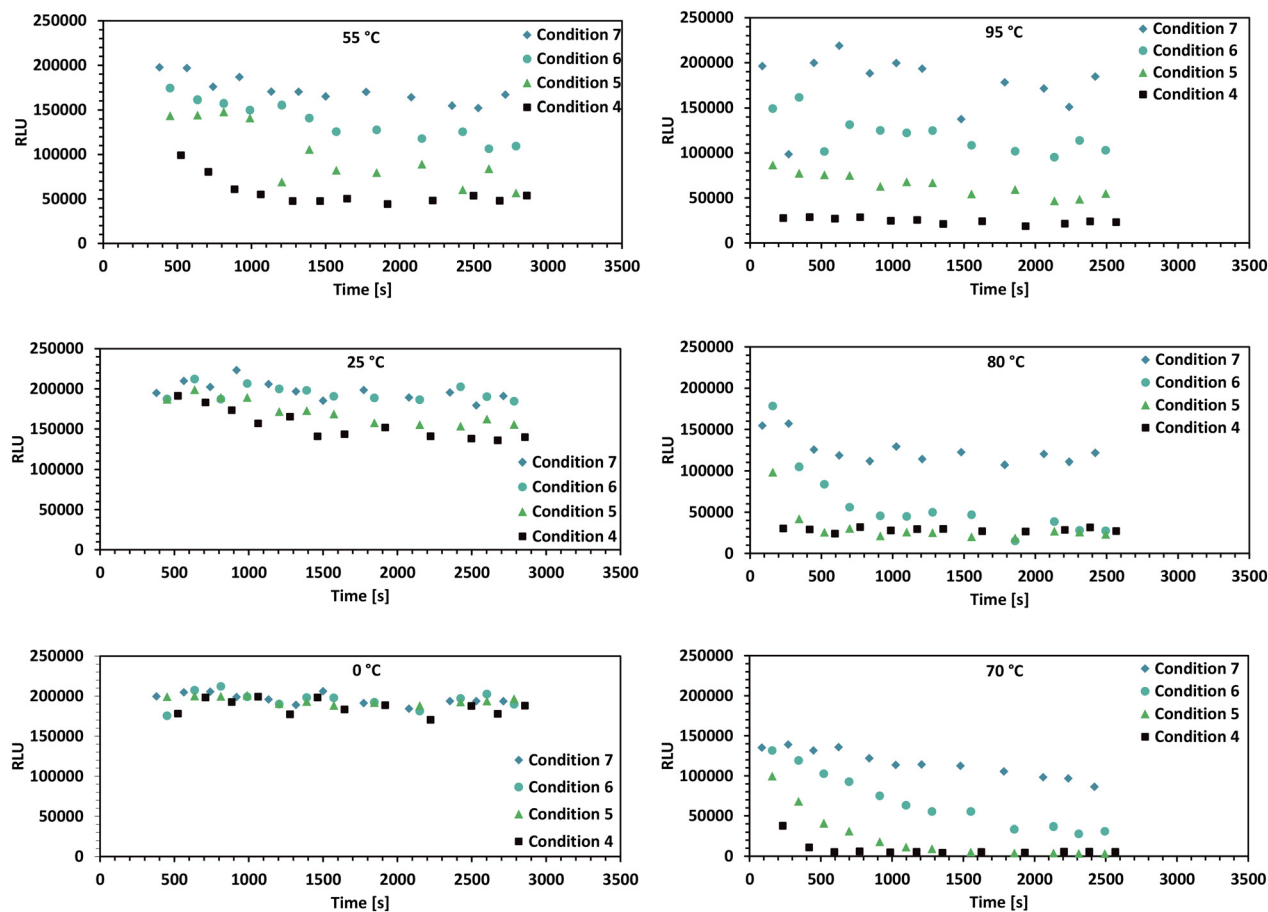 55 °C
250000
200000
150000
100000
50000
0
RLU
0
500
1000
1500
2000
2500
3000
3500
Time [s]
Condition 7
Condition 6
Condition 5
Condition 4
95 °C
250000
200000
150000
100000
50000
0
RLU
0
500
1000
1500
2000
2500
3000
3500
Time [s]
Condition 7
Condition 6
Condition 5
Condition 4
25 °C
250000
200000
150000
100000
50000
0
RLU
0
500
1000
1500
2000
2500
3000
3500
Time [s]
Condition 7
Condition 6
Condition 5
Condition 4
80 °C
250000
200000
150000
100000
50000
0
RLU
0
500
1000
1500
2000
2500
3000
3500
Time [s]
Condition 7
Condition 6
Condition 5
Condition 4
0 °C
250000
200000
150000
100000
50000
0
RLU
0
500
1000
1500
2000
2500
3000
3500
Time [s]
Condition 7
Condition 6
Condition 5
Condition 4
70 °C
250000
200000
150000
100000
50000
0
RLU
0
500
1000
1500
2000
2500
3000
3500
Time [s]
Condition 7
Condition 6
Condition 5
Condition 4